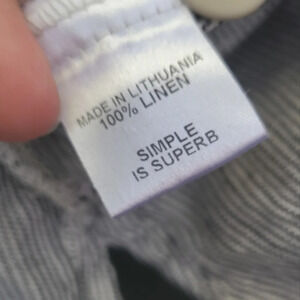 MADE IN LITHUANIA
100% LINEN
SIMPLE
IS SUPERB